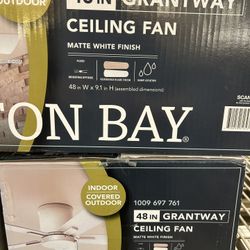 48 IN GRANTWAY
CEILING FAN
MATTE WHITE FINISH
SCAN
48 in W x 9.1 in H (assembled dimensions)
TON BAY®
INDOOR
COVERED
OUTDOOR
1009 697 761
48 IN GRANTWAY
CEILING FAN
MATTE WHITE FINISH